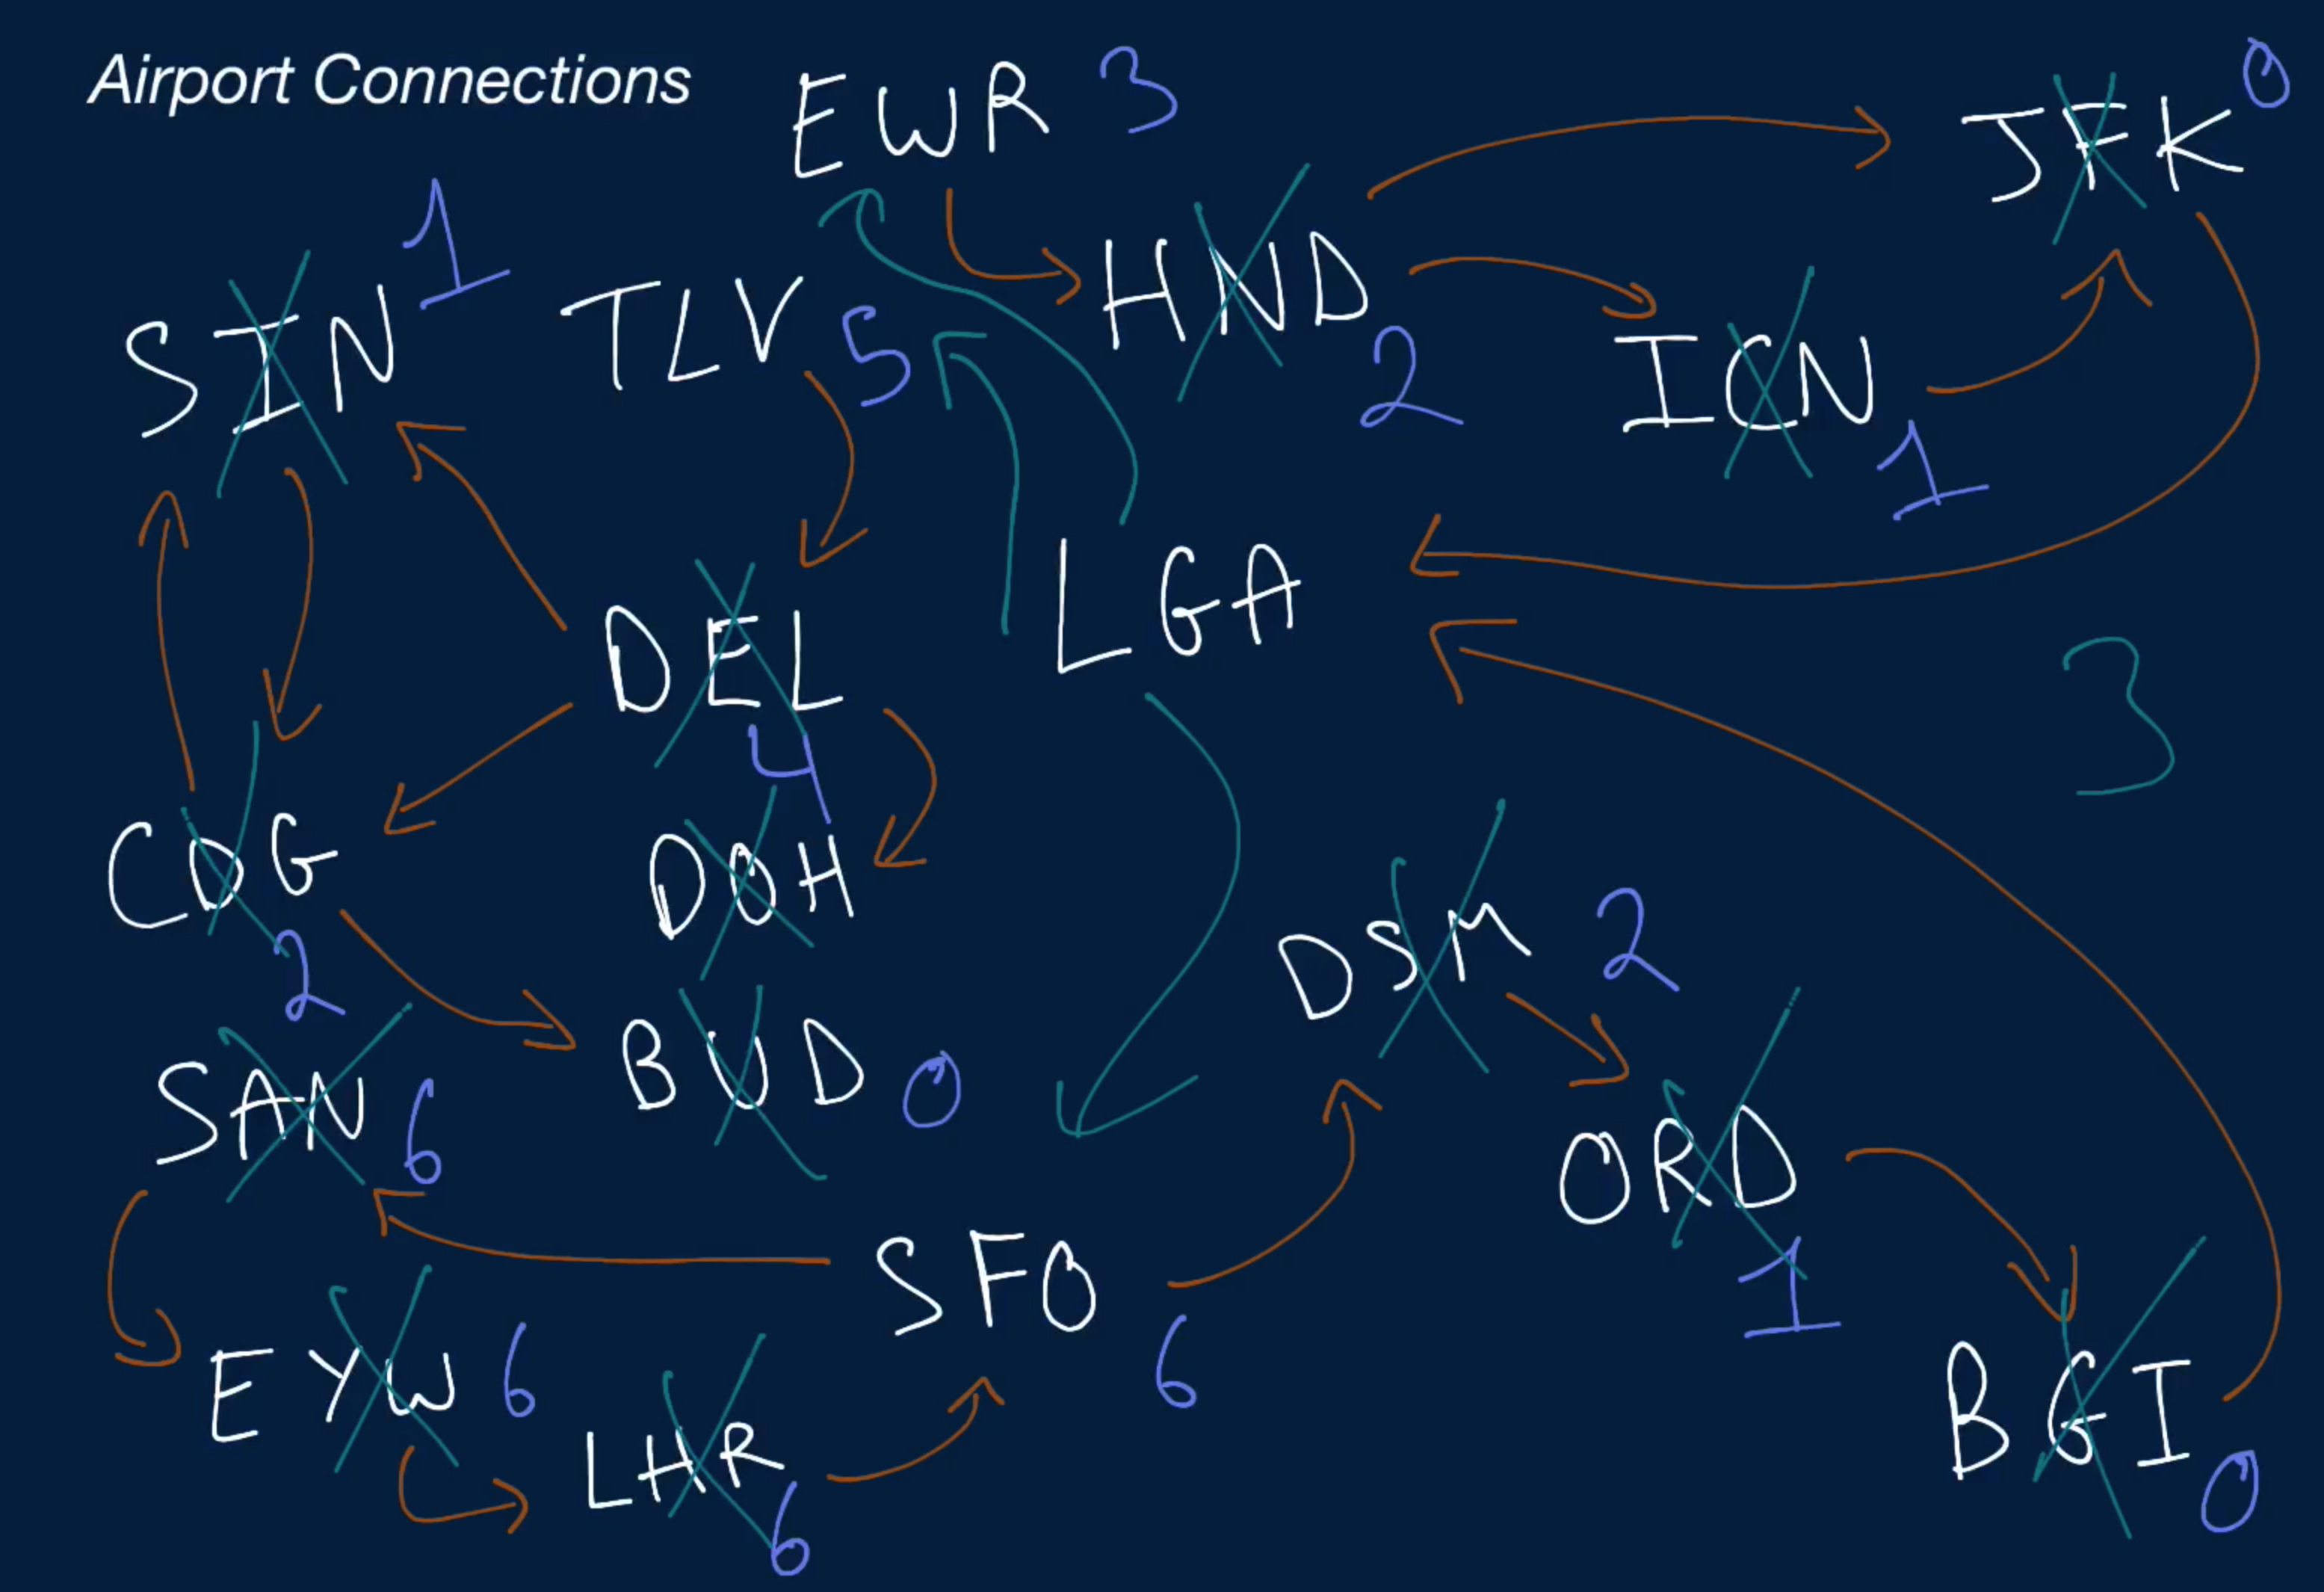 Airport Connections
EWR 3
JFK 0
SIN 1
TLV 5
HND 2
ICN 1
LGA
DEL 4
3
CDG 2
DOH
DSM 2
SAN 6
BUD 0
ORD 1
SFO 6
EYW 6
LHR 6
BGI 0